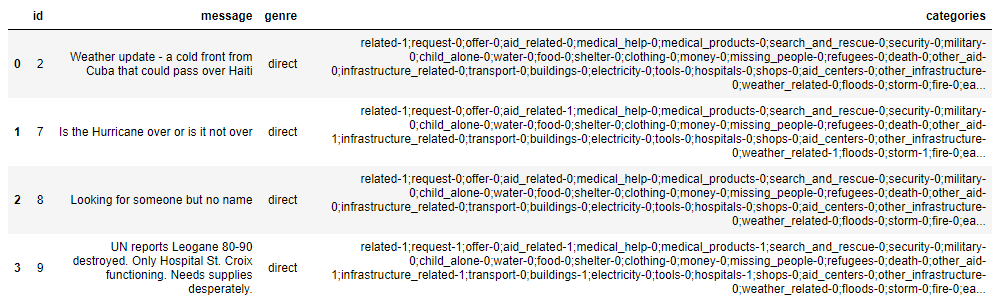 id message genre categories
related-1;request-0;offer-0;aid_related-0;medical_help-0;medical_products-0;search_and_rescue-0;security-0;military-
0 2 Weather update - a cold front from Cuba that could pass over Haiti direct 0;child_alone-0;water-0;food-0;shelter-0;clothing-0;money-0;missing_people-0;refugees-0;death-0;other_aid-
0;infrastructure_related-0;transport-0;buildings-0;electricity-0;tools-0;hospitals-0;shops-0;aid_centers-0;other_infrastructure-
0;weather_related-0;floods-0;storm-0;fire-0;ea...
related-1;request-0;offer-0;aid_related-1;medical_help-0;medical_products-0;search_and_rescue-0;security-0;military-
1 7 Is the Hurricane over or is it not over direct 0;child_alone-0;water-0;food-0;shelter-0;clothing-0;money-0;missing_people-0;refugees-0;death-0;other_aid-
1;infrastructure_related-0;transport-0;buildings-0;electricity-0;tools-0;hospitals-0;shops-0;aid_centers-0;other_infrastructure-
0;weather_related-1;floods-0;storm-1;fire-0;ea...
related-1;request-0;offer-0;aid_related-0;medical_help-0;medical_products-0;search_and_rescue-0;security-0;military-
2 8 Looking for someone but no name direct 0;child_alone-0;water-0;food-0;shelter-0;clothing-0;money-0;missing_people-0;refugees-0;death-0;other_aid-
0;infrastructure_related-0;transport-0;buildings-0;electricity-0;tools-0;hospitals-0;shops-0;aid_centers-0;other_infrastructure-
0;weather_related-0;floods-0;storm-0;fire-0;ea...
UN reports Leogane 80-90 related-1;request-1;offer-0;aid_related-1;medical_help-0;medical_products-1;search_and_rescue-0;security-0;military-
3 9 destroyed. Only Hospital St. Croix direct 0;child_alone-0;water-0;food-0;shelter-0;clothing-0;money-0;missing_people-0;refugees-0;death-0;other_aid-
functioning. Needs supplies 1;infrastructure_related-1;transport-0;buildings-1;electricity-0;tools-0;hospitals-1;shops-0;aid_centers-0;other_infrastructure-
desperately. 0;weather_related-0;floods-0;storm-0;fire-0;ea...